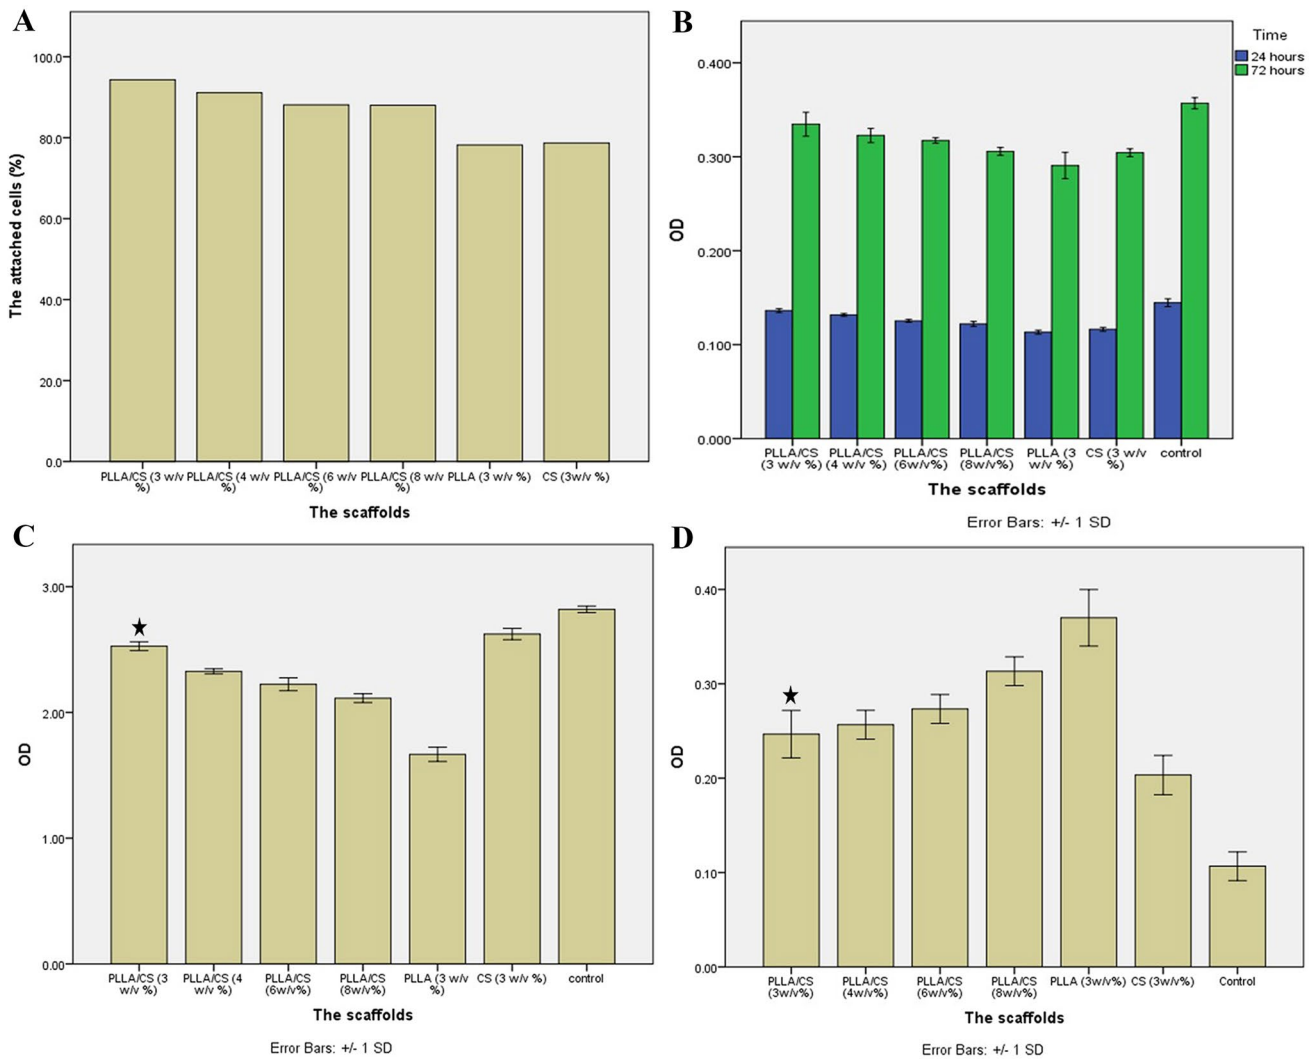 A
The attached cells (%)
100.0
80.0
60.0
40.0
20.0
0.0
PLLA/CS (3 w/v %)
PLLA/CS (4 w/v %)
PLLA/CS (6 w/v %)
PLLA/CS (8 w/v %)
PLLA (3 w/v %)
CS (3w/v %)
The scaffolds
B
Time
24 hours
72 hours
OD
0.400
0.300
0.200
0.100
0.000
PLLA/CS
(3 w/v %)
PLLA/CS
(4 w/v %)
PLLA/CS
(6w/v%)
PLLA/CS
(8w/v%)
PLLA (3
w/v %)
CS (3 w/v
%)
control
The scaffolds
Error Bars: +/- 1 SD
C
OD
3.00
2.00
1.00
0.00
PLLA/CS (3
w/v %)
PLLA/CS (4
w/v %)
PLLA/CS
(6w/v%)
PLLA/CS
(8w/v%)
PLLA (3 w/v
%)
CS (3 w/v %)
control
The scaffolds
Error Bars: +/- 1 SD
D
OD
0.40
0.30
0.20
0.10
0.00
PLLA/CS
(3w/v%)
PLLA/CS
(4w/v%)
PLLA/CS
(6w/v%)
PLLA/CS
(8w/v%)
PLLA (3w/v%)
CS (3w/v%)
Control
The scaffolds
Error Bars: +/- 1 SD